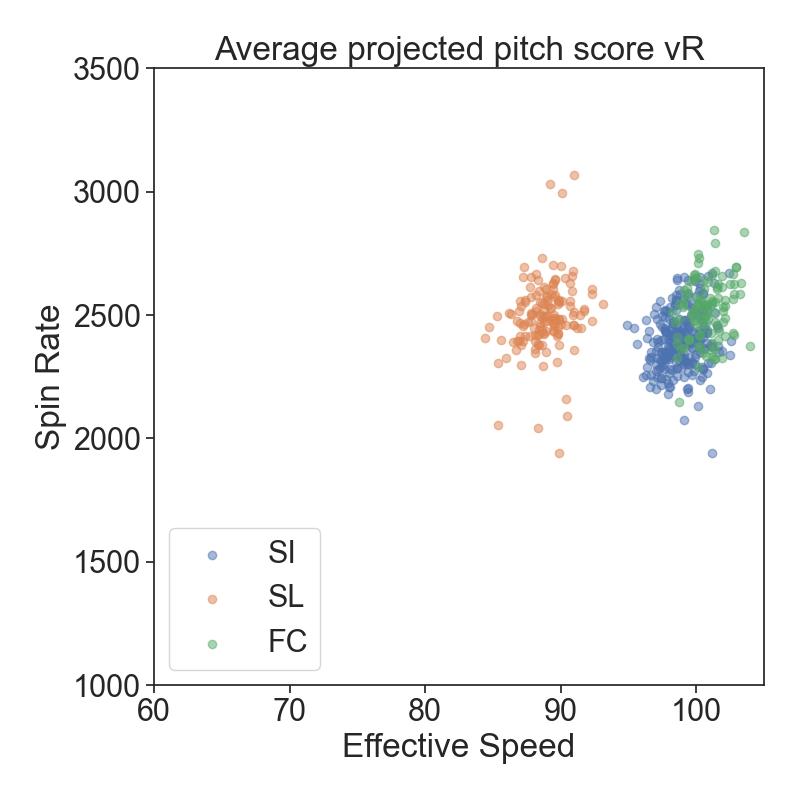 Average projected pitch score vR
3500
3000
2500
2000
1500
1000
Spin Rate
SI
SL
FC
60 70 80 90 100
Effective Speed